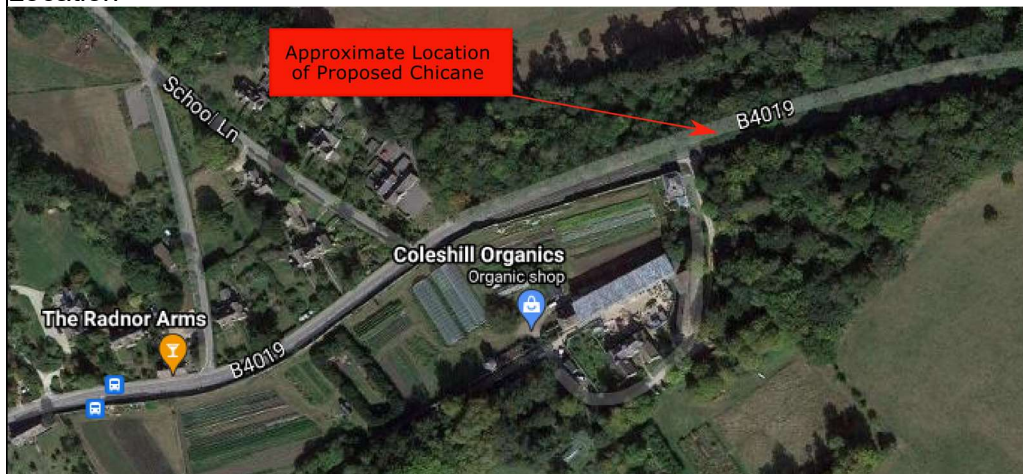 Location
Approximate Location
of Proposed Chicane
B4019
School Ln
Coleshill Organics
Organic shop
The Radnor Arms
B4019